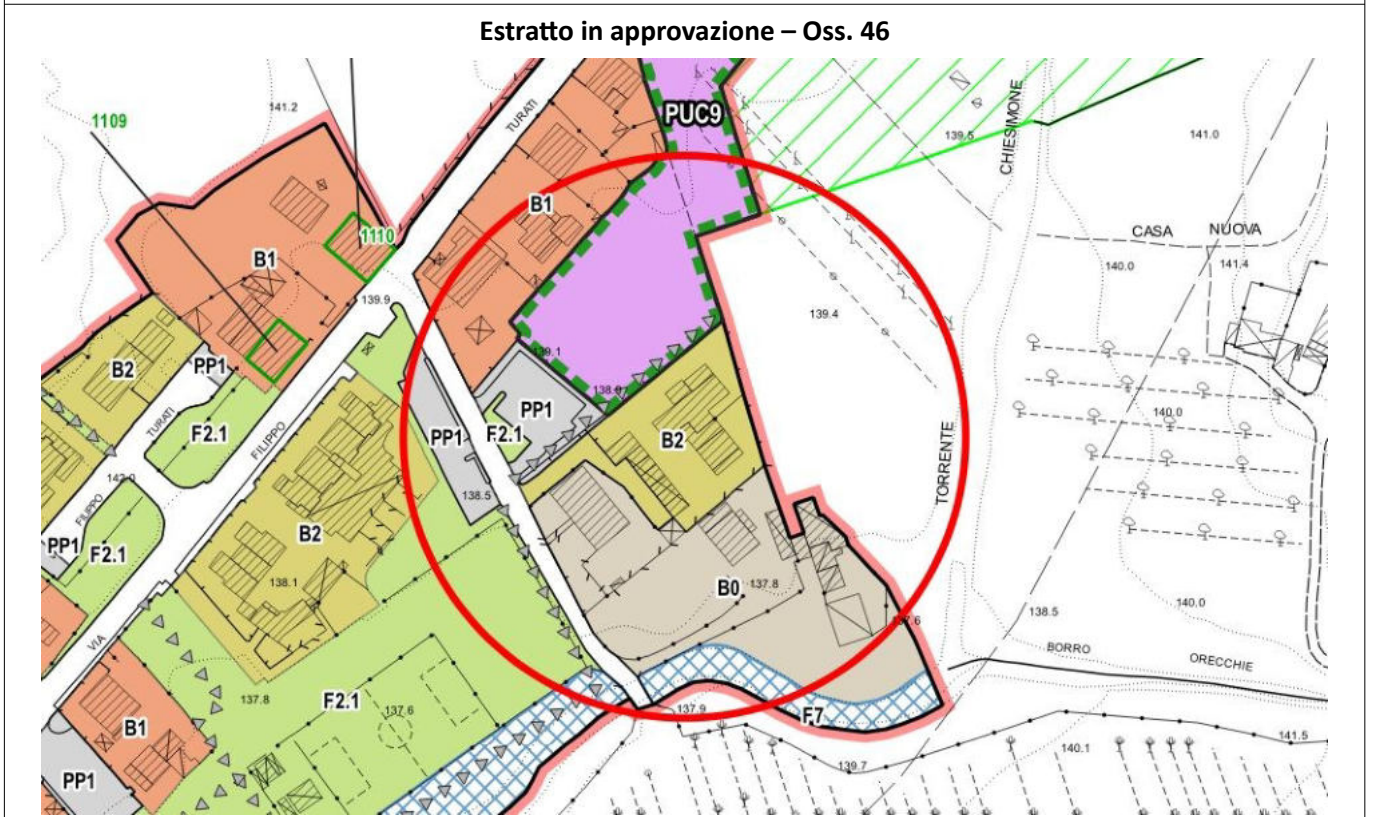 Estratto in approvazione – Oss. 46
141.2
1109
TURATI
PUC9
139.5
CHIESIMONE
141.0
B1
1110
B1
CASA NUOVA
140.0
141.4
139.9
139.4
B2
PP1
139.1
TURATI
F2.1
FILIPPO
PP1
PP1
F2.1
B2
140.0
TORRENTE
142.0
FILIPPO
138.5
PP1
F2.1
B2
138.1
B0
137.8
138.5
140.0
137.6
VIA
BORRO
ORECCHIE
137.8
F2.1
137.6
B1
137.9
F7
141.5
140.1
139.7
PP1